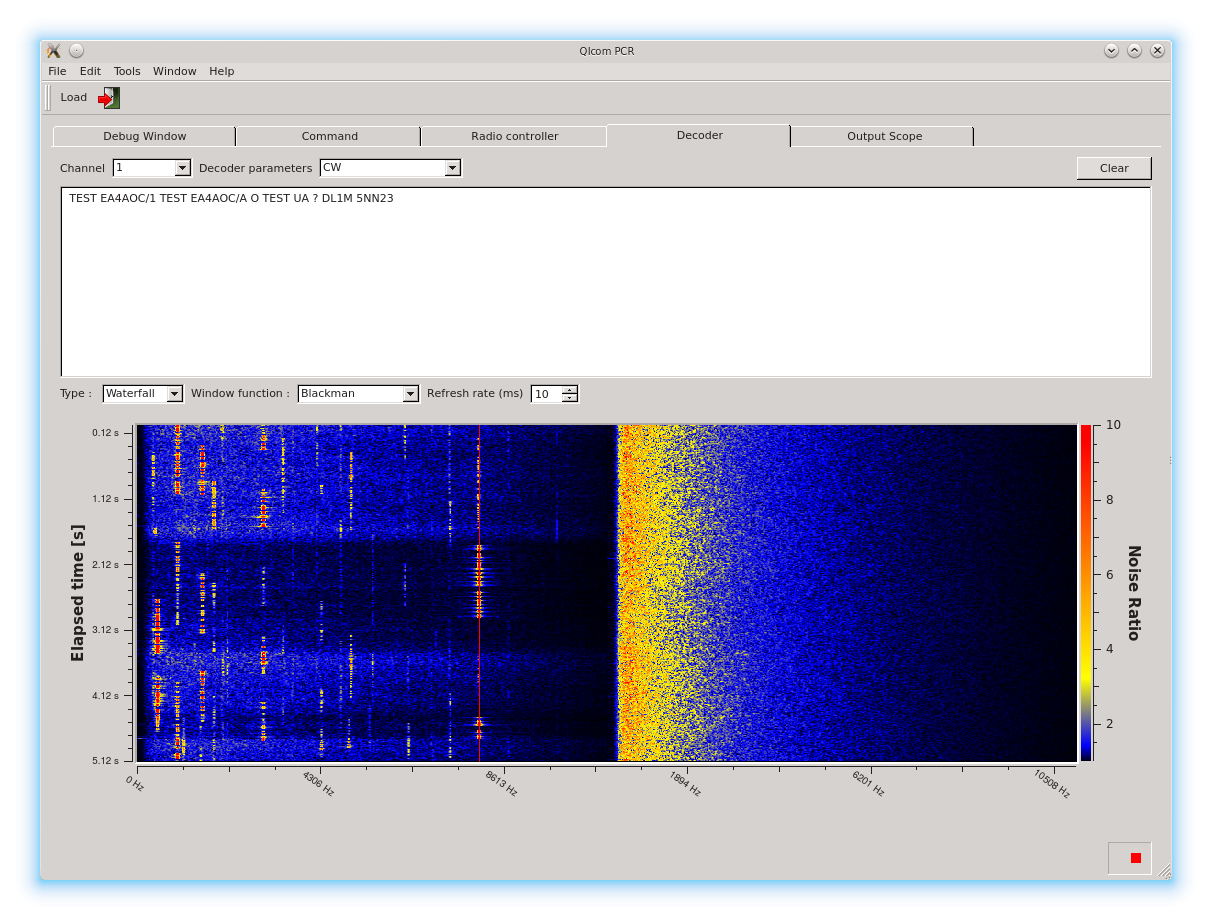 QIcom PCR
File Edit Tools Window Help
Load
Debug Window Command Radio controller Decoder Output Scope
Channel 1 Decoder parameters CW Clear
TEST EA4AOC/1 TEST EA4AOC/A O TEST UA ? DL1M 5NN23
Type : Waterfall Window function : Blackman Refresh rate (ms) 10
Elapsed time [s]
0.12 s
1.12 s
2.12 s
3.12 s
4.12 s
5.12 s
0 Hz 4306 Hz 8613 Hz 1894 Hz 6201 Hz 10508 Hz
10
8
6
4
2
Noise Ratio